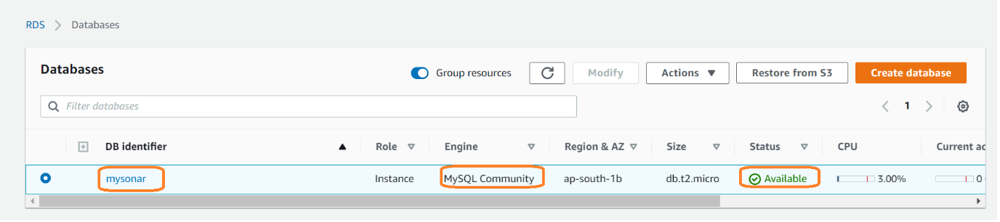 RDS > Databases
Databases
Group resources
Modify
Actions
Restore from S3
Create database
Filter databases
1
DB identifier Role Engine Region & AZ Size Status CPU Current ac
mysonar Instance MySQL Community ap-south-1b db.t2.micro Available 3.00% 0